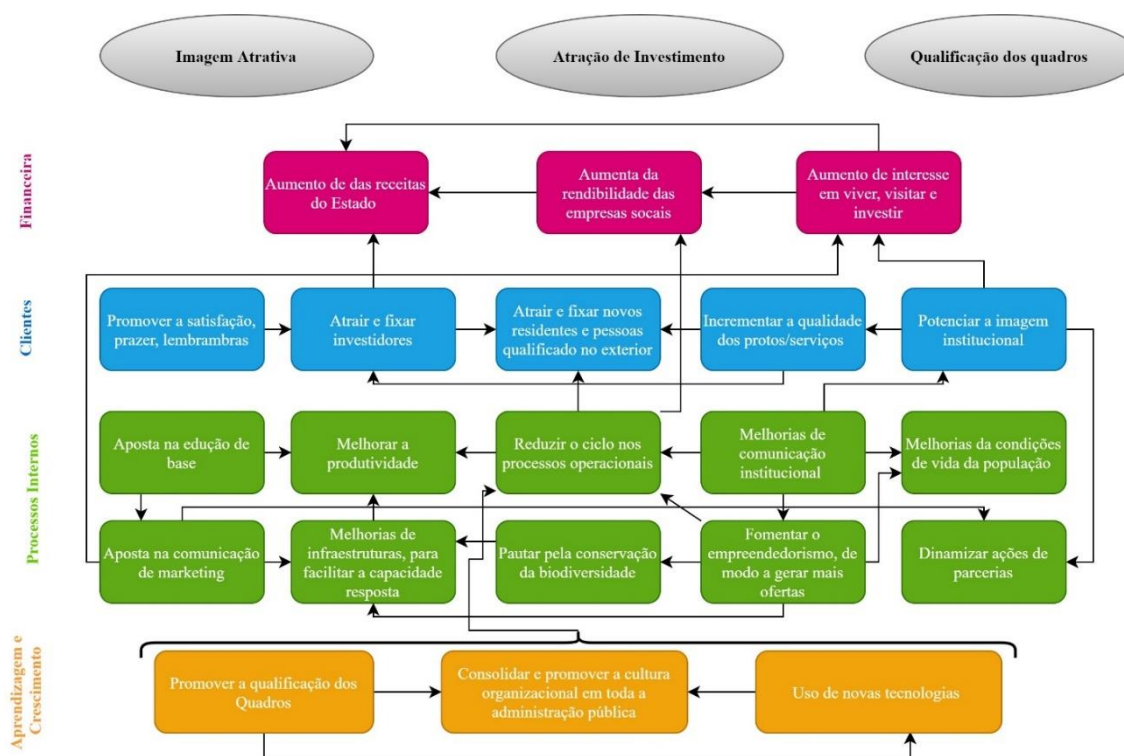 Imagem Atrativa
Atração de Investimento
Qualificação dos quadros
Financeira
Aumento de das receitas
do Estado
Aumenta da
rendibilidade das
empresas socais
Aumento de interesse
em viver, visitar e
investir
Clientes
Promover a satisfação,
prazer, lembrambras
Atrair e fixar
investidores
Atrair e fixar novos
residentes e pessoas
qualificado no exterior
Incrementar a qualidade
dos protos/serviços
Potenciar a imagem
institucional
Processos Internos
Aposta na edução de
base
Melhorar a
produtividade
Reduzir o ciclo nos
processos operacionais
Melhorias de
comunicação
institucional
Melhorias da condições
de vida da população
Aposta na comunicação
de marketing
Melhorias de
infraestruturas, para
facilitar a capacidade
resposta
Pautar pela conservação
da biodiversidade
Fomentar o
empreendedorismo, de
modo a gerar mais
ofertas
Dinamizar ações de
parcerias
Aprendizagem e
Crescimento
Promover a qualificação dos
Quadros
Consolidar e promover a cultura
organizacional em toda a
administração pública
Uso de novas tecnologias